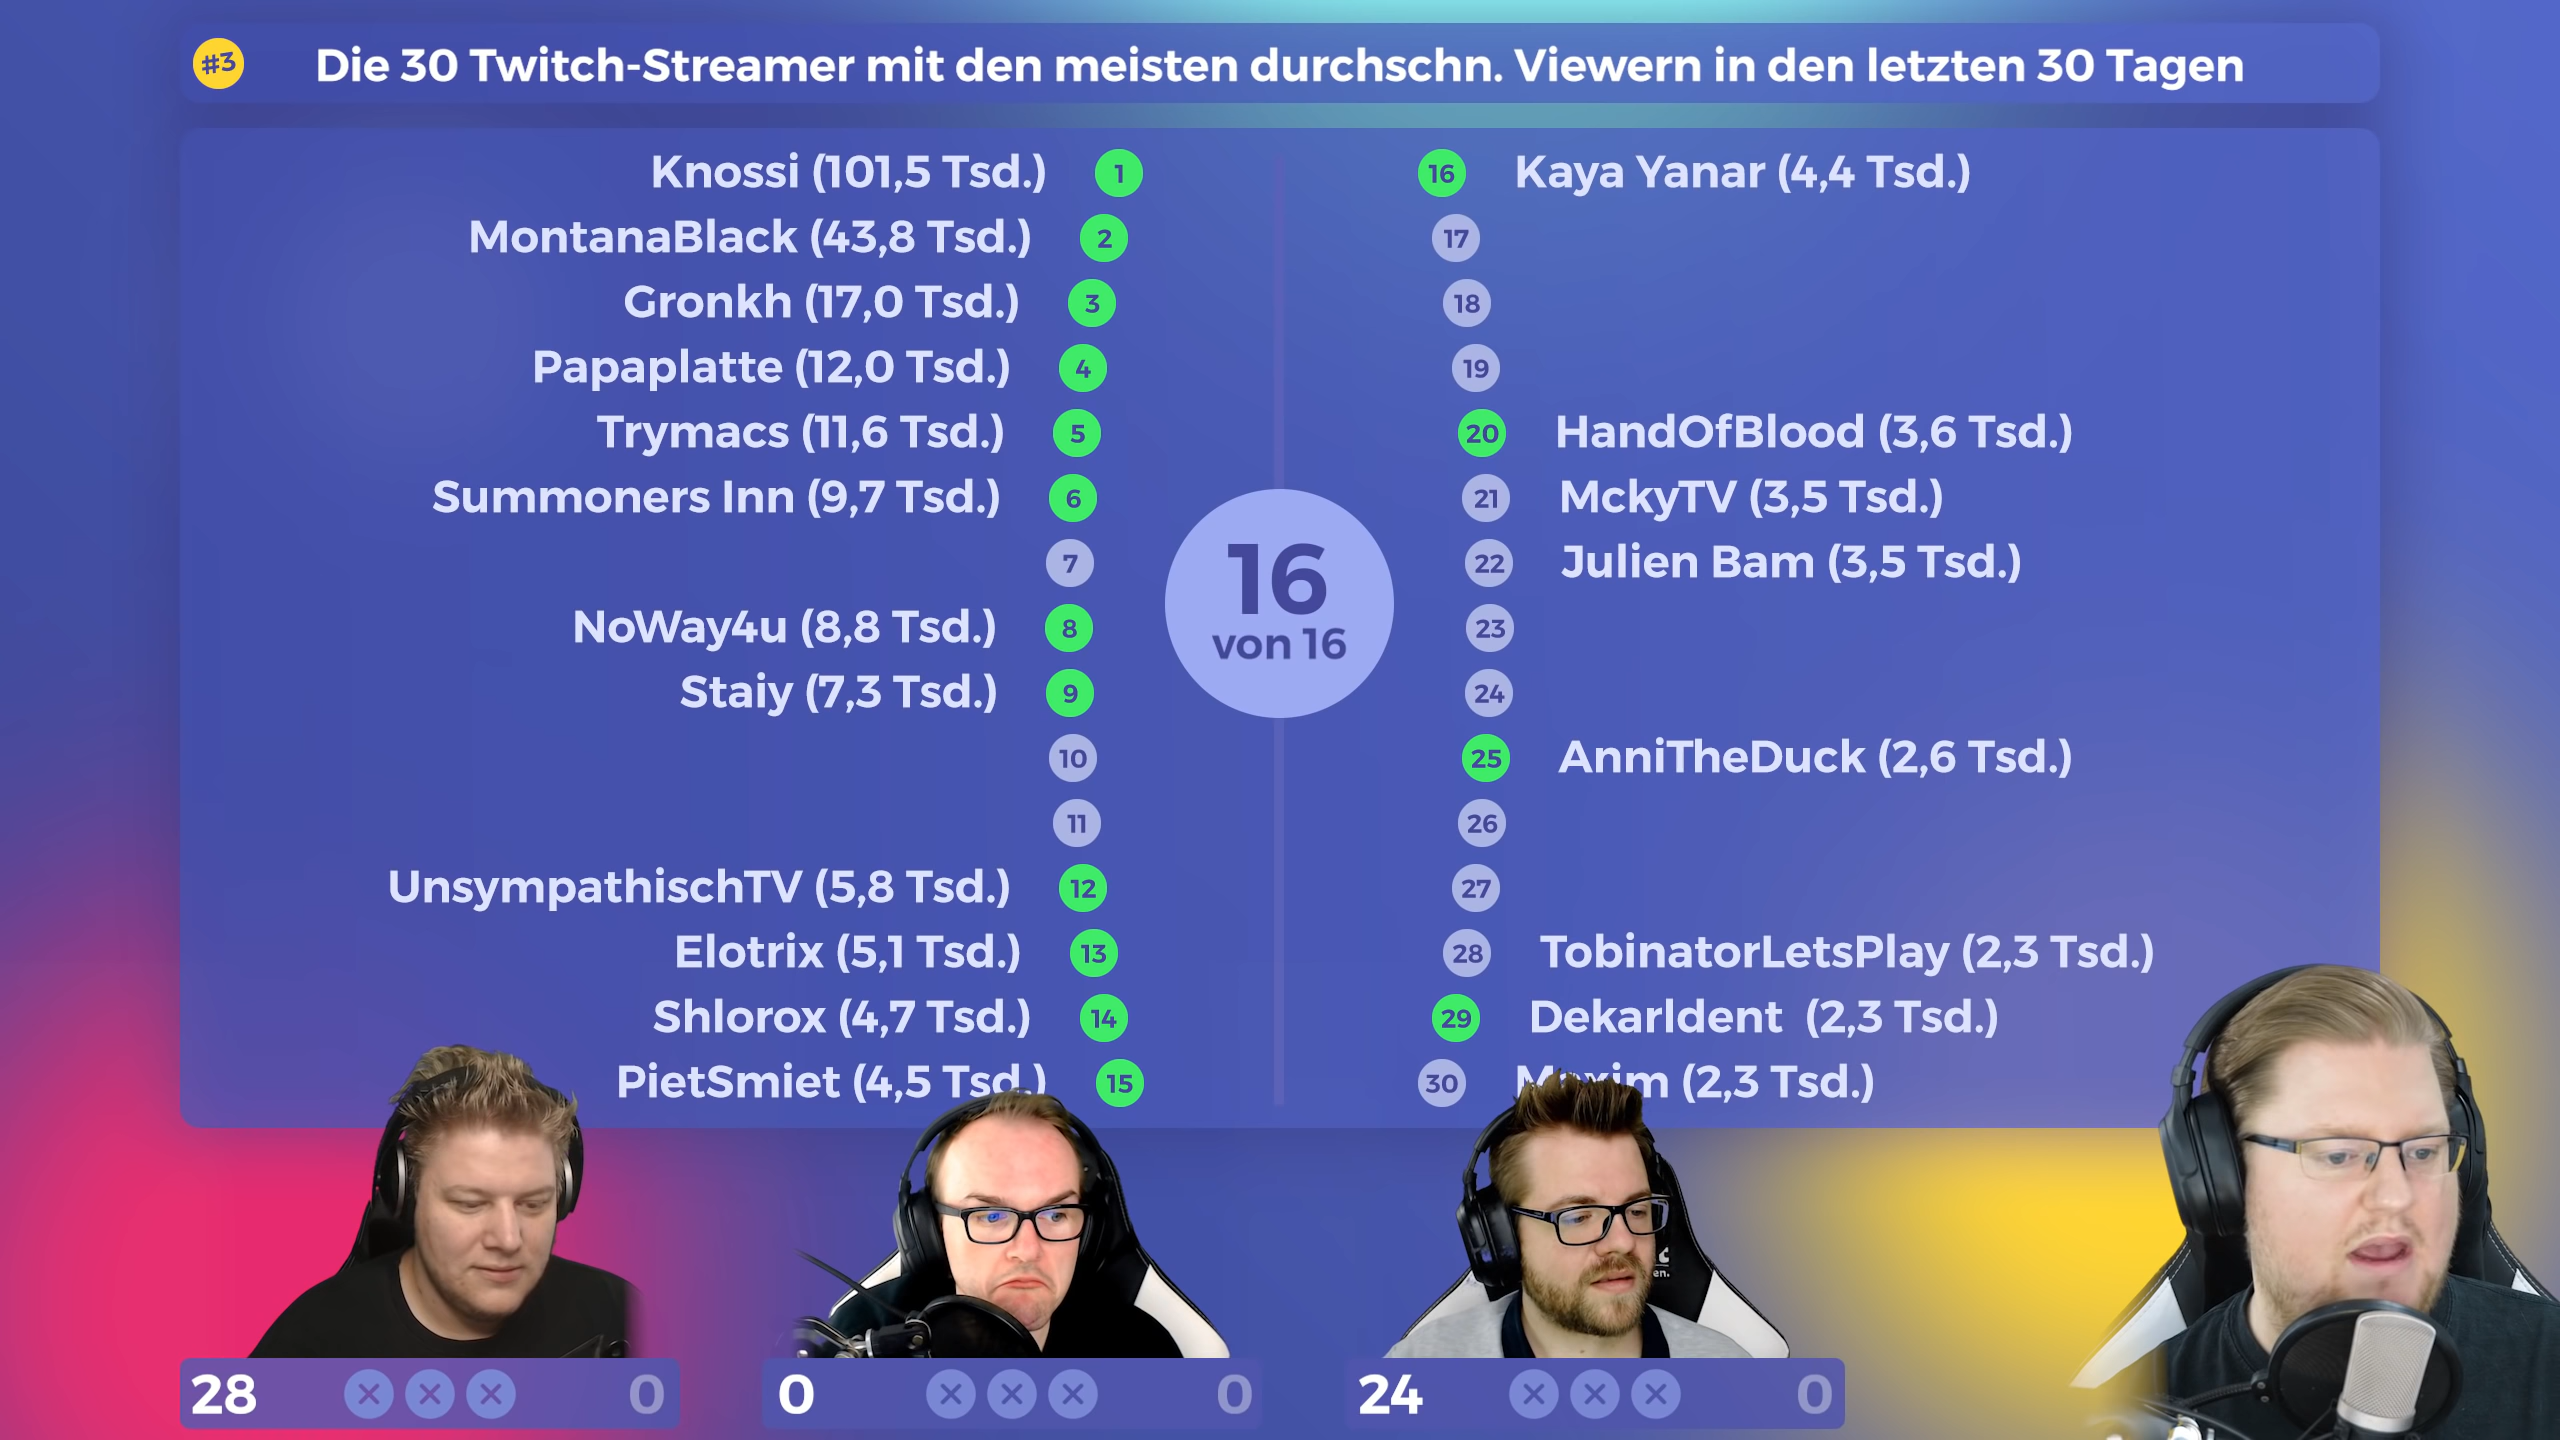 #3
Die 30 Twitch-Streamer mit den meisten durchschn. Viewern in den letzten 30 Tagen
Knossi (101,5 Tsd.) 1
MontanaBlack (43,8 Tsd.) 2
Gronkh (17,0 Tsd.) 3
Papaplatte (12,0 Tsd.) 4
Trymacs (11,6 Tsd.) 5
Summoners Inn (9,7 Tsd.) 6
7
NoWay4u (8,8 Tsd.) 8
Staiy (7,3 Tsd.) 9
10
11
UnsympathischTV (5,8 Tsd.) 12
Elotrix (5,1 Tsd.) 13
Shlorox (4,7 Tsd.) 14
PietSmiet (4,5 Tsd.) 15
16
von 16
16 Kaya Yanar (4,4 Tsd.)
17
18
19
20 HandOfBlood (3,6 Tsd.)
21 MckyTV (3,5 Tsd.)
22 Julien Bam (3,5 Tsd.)
23
24
25 AnniTheDuck (2,6 Tsd.)
26
27
28 TobinatorLetsPlay (2,3 Tsd.)
29 DekarIdent (2,3 Tsd.)
30 Maxim (2,3 Tsd.)
28 0
0 0
24 0
en.